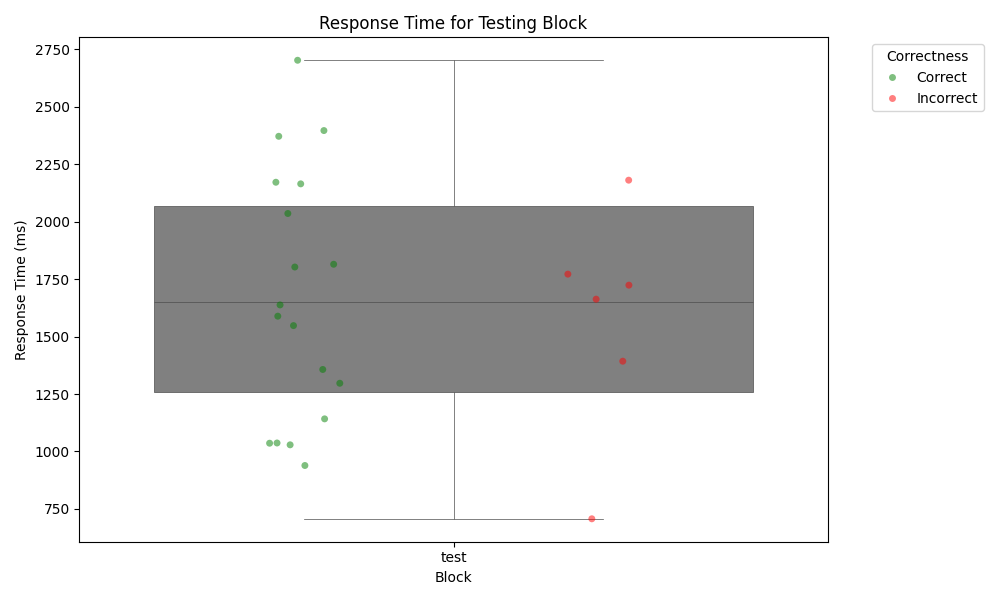 Response Time for Testing Block
Correctness
Correct
Incorrect
Response Time (ms)
2750
2500
2250
2000
1750
1500
1250
1000
750
test
Block